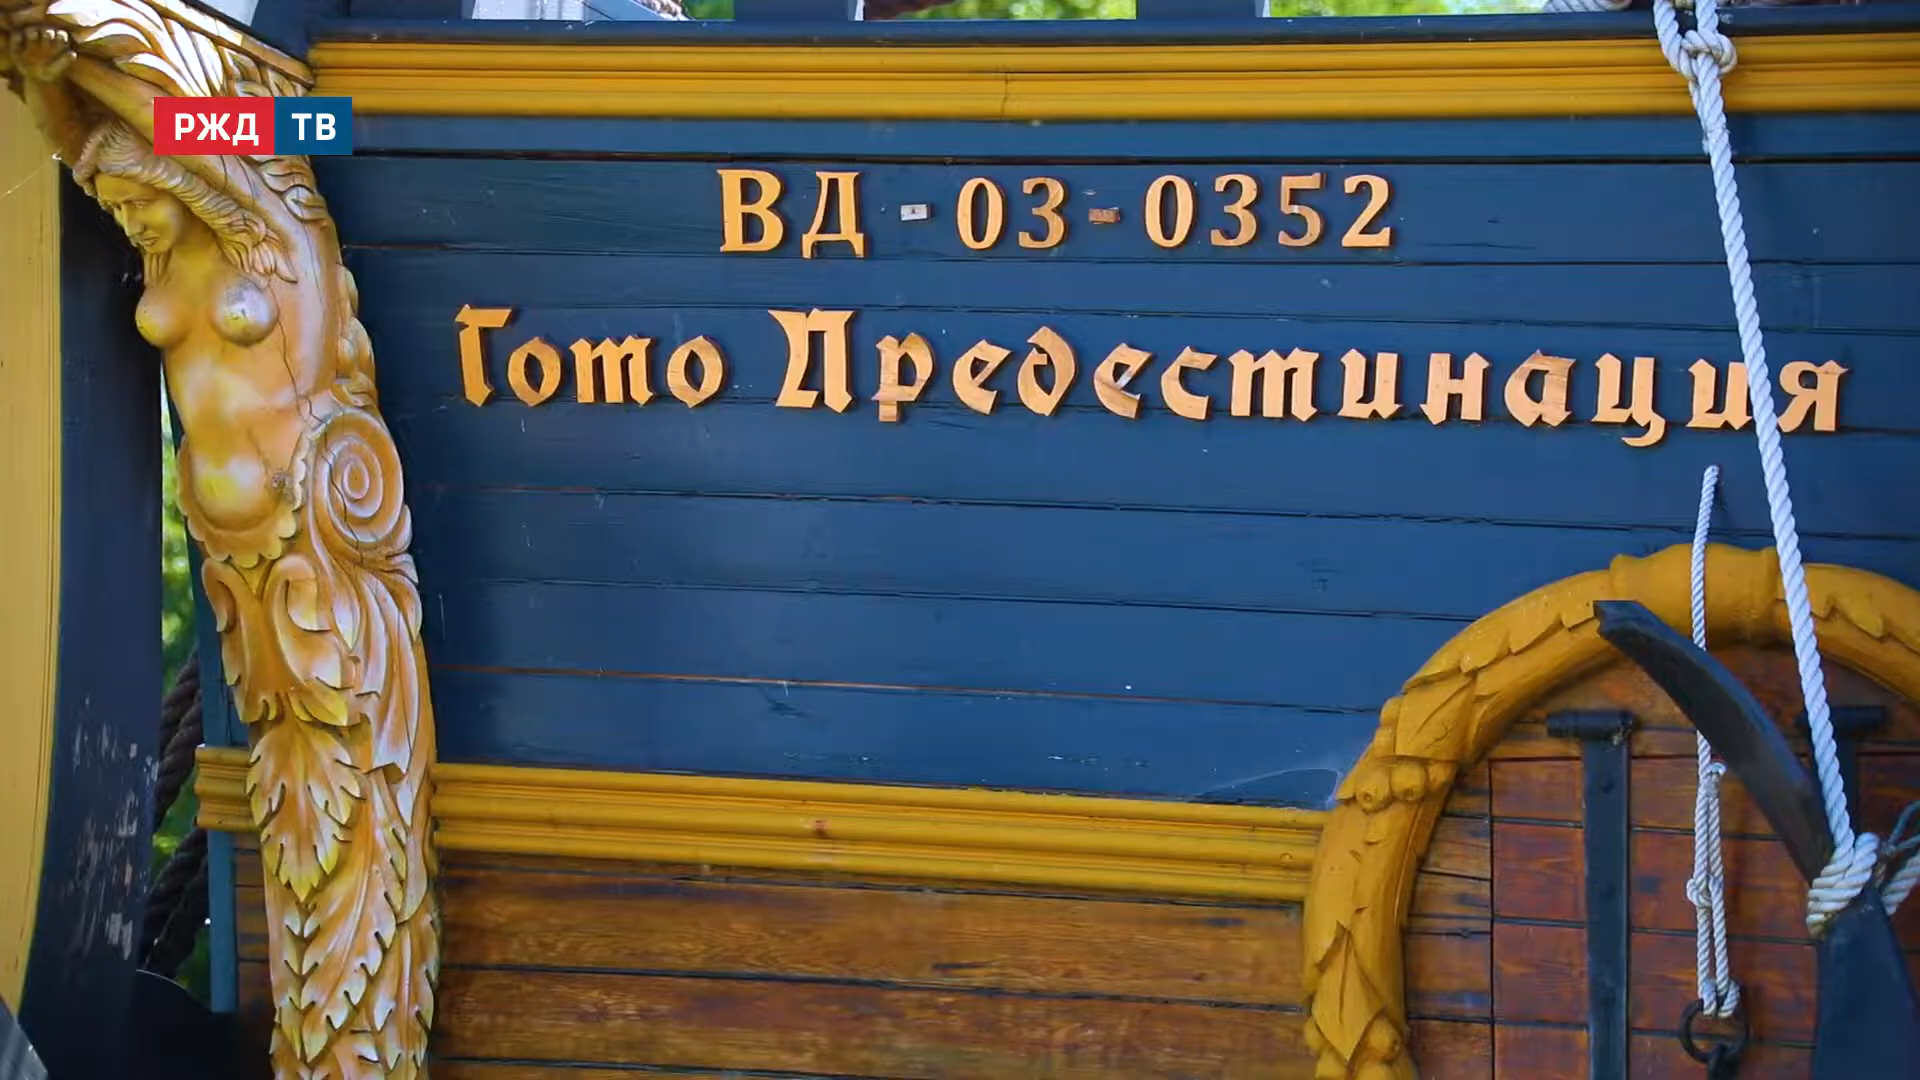 РЖД ТВ
ВД - 03 - 0352
Гото Предестинация